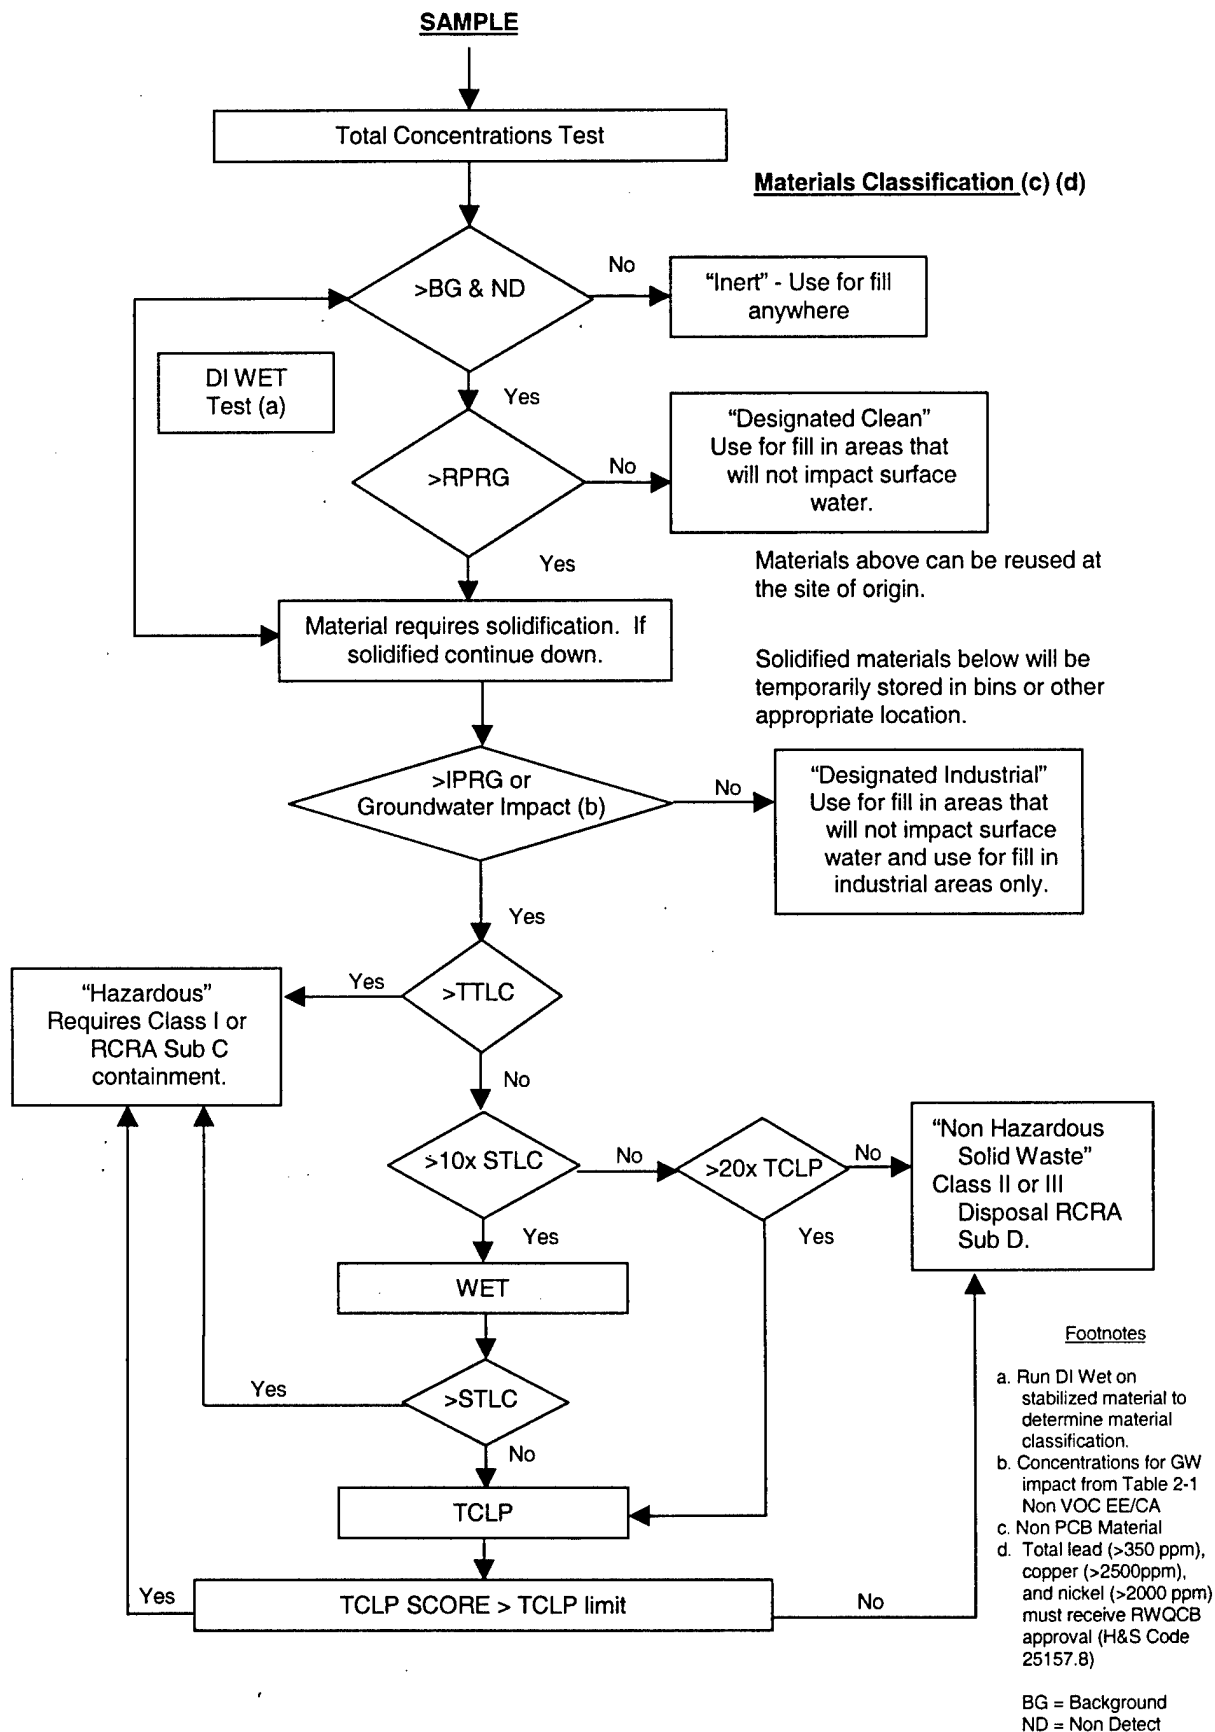 SAMPLE
Total Concentrations Test
Materials Classification (c) (d)
>BG & ND
No
"Inert" - Use for fill
anywhere
DI WET
Test (a)
Yes
>RPRG
No
"Designated Clean"
Use for fill in areas that
will not impact surface
water.
Yes
Materials above can be reused at
the site of origin.
Material requires solidification. If
solidified continue down.
Solidified materials below will be
temporarily stored in bins or other
appropriate location.
>IPRG or
Groundwater Impact (b)
No
"Designated Industrial"
Use for fill in areas that
will not impact surface
water and use for fill in
industrial areas only.
Yes
>TTLC
Yes
"Hazardous"
Requires Class I or
RCRA Sub C
containment.
No
>10x STLC
No
>20x TCLP
No
"Non Hazardous
Solid Waste"
Class II or III
Disposal RCRA
Sub D.
Yes
Yes
WET
>STLC
Yes
No
TCLP
TCLP SCORE > TCLP limit
Yes
No
Footnotes
a. Run DI Wet on
stabilized material to
determine material
classification.
b. Concentrations for GW
impact from Table 2-1
Non VOC EE/CA
c. Non PCB Material
d. Total lead (>350 ppm),
copper (>2500ppm),
and nickel (>2000 ppm)
must receive RWQCB
approval (H&S Code
25157.8)
BG = Background
ND = Non Detect